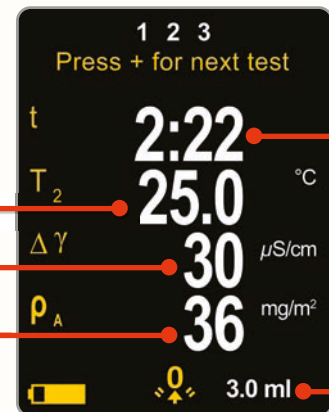 1 2 3
Press + for next test
t 2:22
T₂ 25.0 °C
Δγ 30 µS/cm
ρA 36 mg/m²
0 3.0 ml